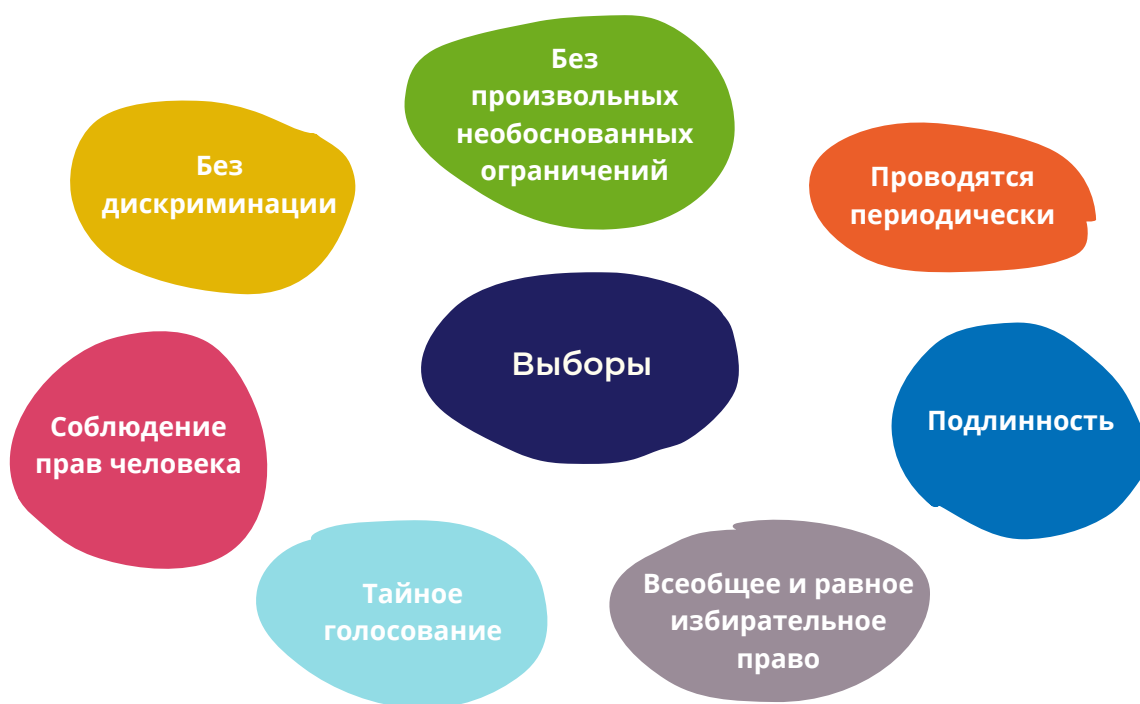 Без
произвольных
необоснованных
ограничений
Без
дискриминации
Проводятся
периодически
Выборы
Соблюдение
прав человека
Подлинность
Тайное
голосование
Всеобщее и равное
избирательное
право